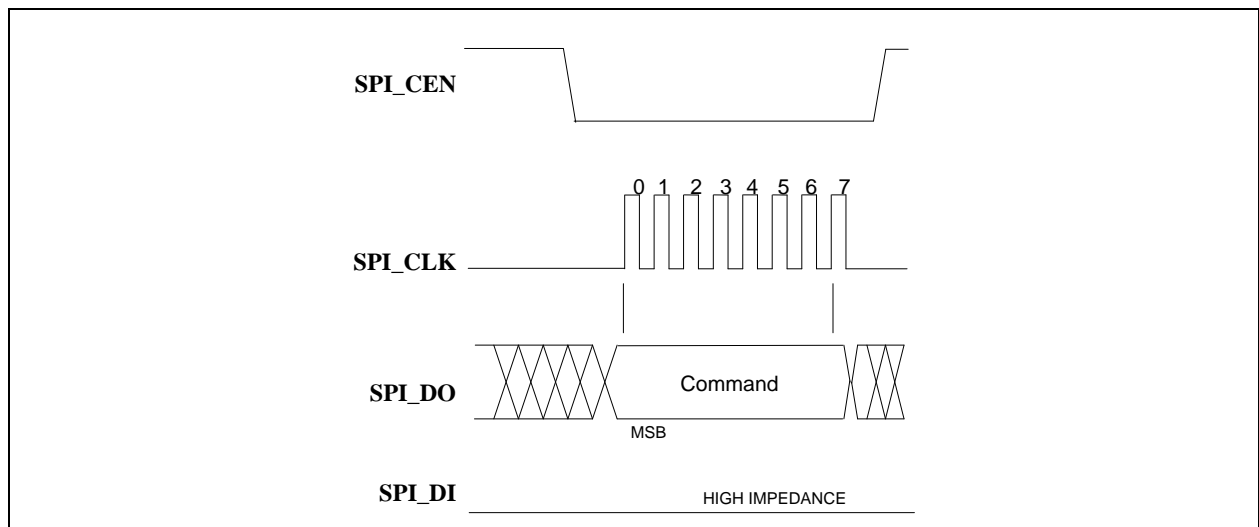 SPI_CEN
0 1 2 3 4 5 6 7
SPI_CLK
Command
SPI_DO
MSB
SPI_DI
HIGH IMPEDANCE